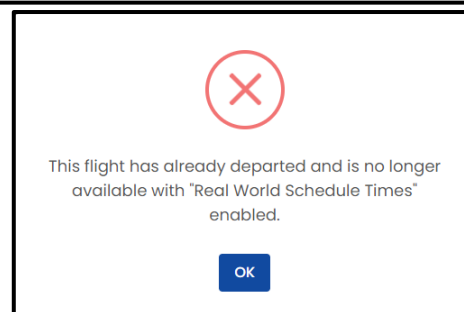 This flight has already departed and is no longer
available with "Real World Schedule Times"
enabled.
OK